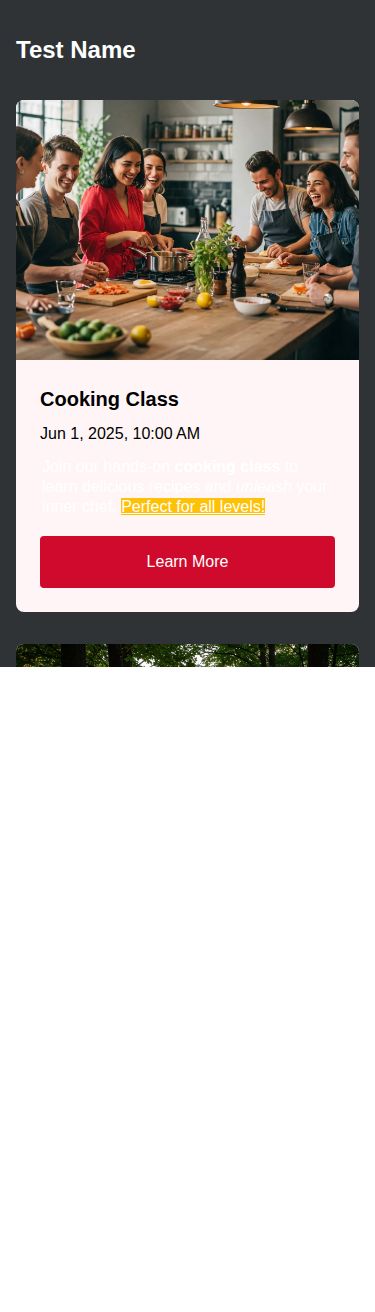 Test Name
Cooking Class
Jun 1, 2025, 10:00 AM
Join our hands-on cooking class to
learn delicious recipes and unleash your
inner chef. Perfect for all levels!
Learn More